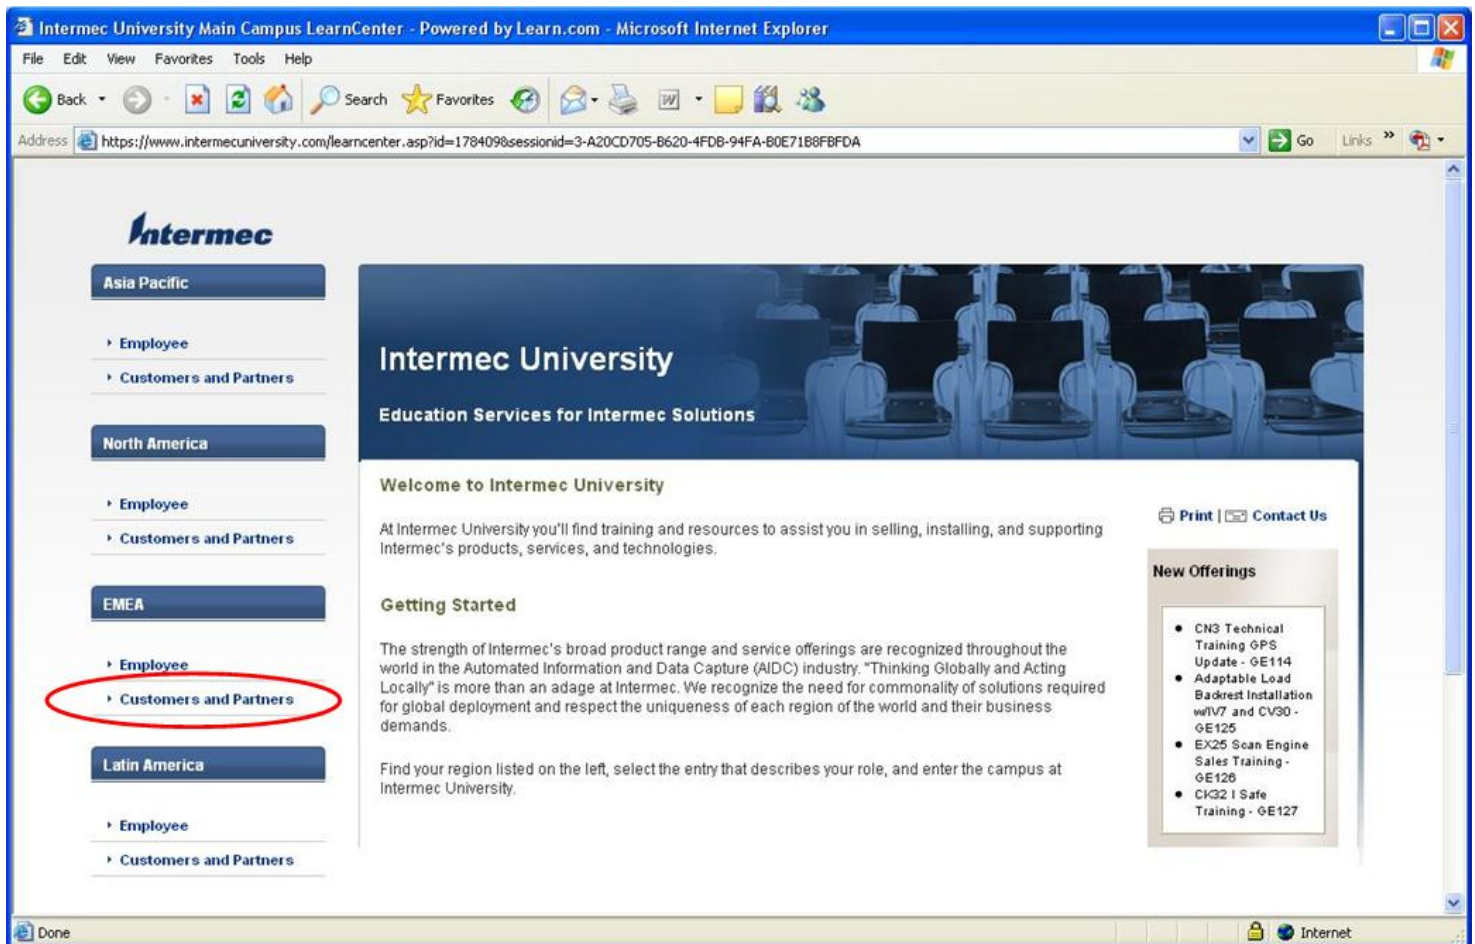 Intermec University Main Campus LearnCenter - Powered by Learn.com - Microsoft Internet Explorer
File Edit View Favorites Tools Help
Back Search Favorites
Address https://www.intermecuniversity.com/learncenter.asp?id=178409&sessionid=3-A20CD705-B620-4FDB-94FA-B0E71B8FBFDA Go Links »
Intermec
Asia Pacific
Employee
Customers and Partners
North America
Employee
Customers and Partners
EMEA
Employee
Customers and Partners
Latin America
Employee
Customers and Partners
Intermec University
Education Services for Intermec Solutions
Welcome to Intermec University
At Intermec University you'll find training and resources to assist you in selling, installing, and supporting
Intermec's products, services, and technologies.
Getting Started
The strength of Intermec's broad product range and service offerings are recognized throughout the
world in the Automated Information and Data Capture (AIDC) industry. "Thinking Globally and Acting
Locally" is more than an adage at Intermec. We recognize the need for commonality of solutions required
for global deployment and respect the uniqueness of each region of the world and their business
demands.
Find your region listed on the left, select the entry that describes your role, and enter the campus at
Intermec University.
Print | Contact Us
New Offerings
• CN3 Technical
Training GPS
Update - GE114
• Adaptable Load
Backrest Installation
w/IV7 and CV30 -
GE125
• EX25 Scan Engine
Sales Training -
GE126
• CK32 I Safe
Training - GE127
Done Internet